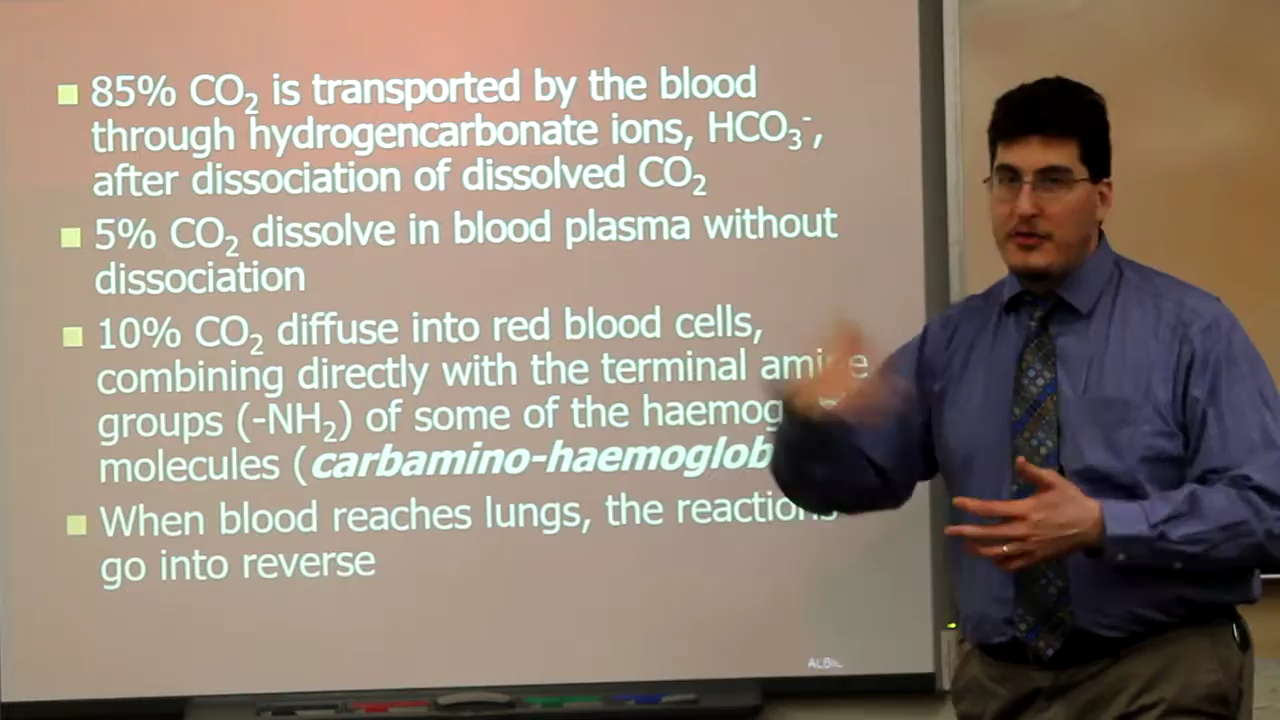 85% CO₂ is transported by the blood
through hydrogencarbonate ions, HCO₃⁻,
after dissociation of dissolved CO₂
5% CO₂ dissolve in blood plasma without
dissociation
10% CO₂ diffuse into red blood cells,
combining directly with the terminal amine
groups (-NH₂) of some of the
molecules (
When blood reaches lungs, the reactions
go into reverse